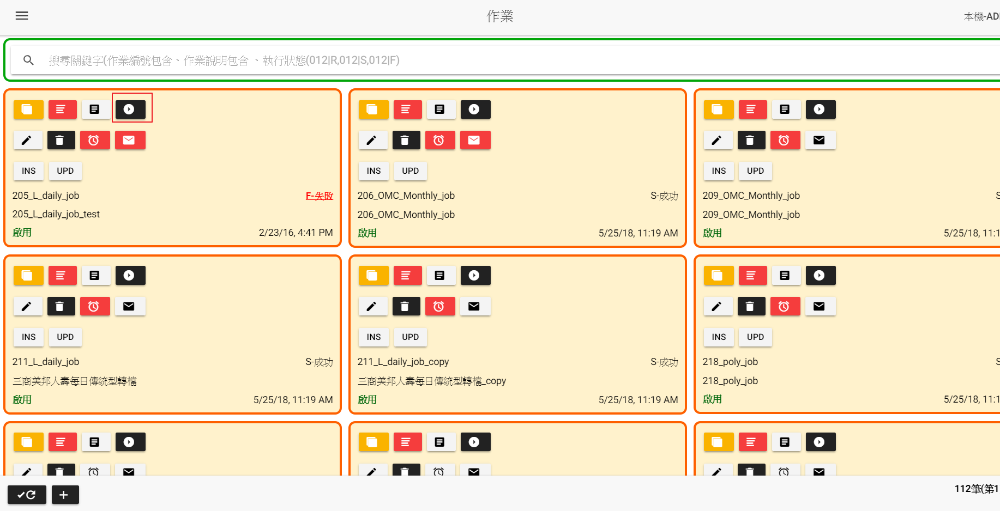 作業
本機-AD
搜尋關鍵字(作業編號包含、作業說明包含 、執行狀態(012|R,012|S,012|F)
INS UPD
205_L_daily_job F-失敗
205_L_daily_job_test
啟用 2/23/16, 4:41 PM
INS UPD
206_OMC_Monthly_job S-成功
206_OMC_Monthly_job
啟用 5/25/18, 11:19 AM
INS UPD
209_OMC_Monthly_job S
209_OMC_Monthly_job
啟用 5/25/18, 11:1
INS UPD
211_L_daily_job S-成功
三商美邦人壽每日傳統型轉檔
啟用 5/25/18, 11:19 AM
INS UPD
211_L_daily_job_copy S-成功
三商美邦人壽每日傳統型轉檔_copy
啟用 5/25/18, 11:19 AM
INS UPD
218_poly_job S
218_poly_job
啟用 5/25/18, 11:1
112筆(第1